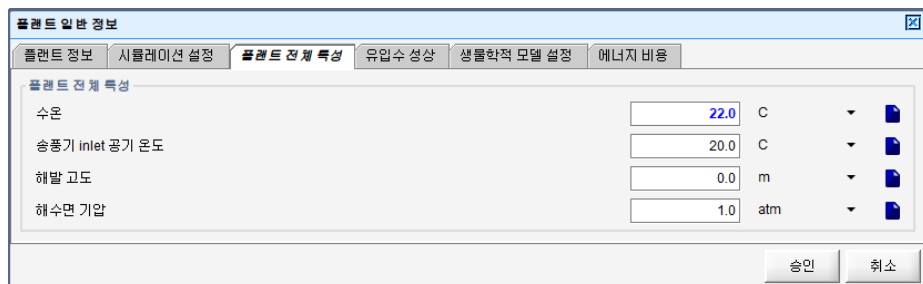 플랜트 일반 정보
플랜트 정보 시뮬레이션 설정 플랜트 전체 특성 유입수 성상 생물학적 모델 설정 에너지 비용
플랜트 전체 특성
수온 22.0 C
송풍기 inlet 공기 온도 20.0 C
해발 고도 0.0 m
해수면 기압 1.0 atm
승인 취소